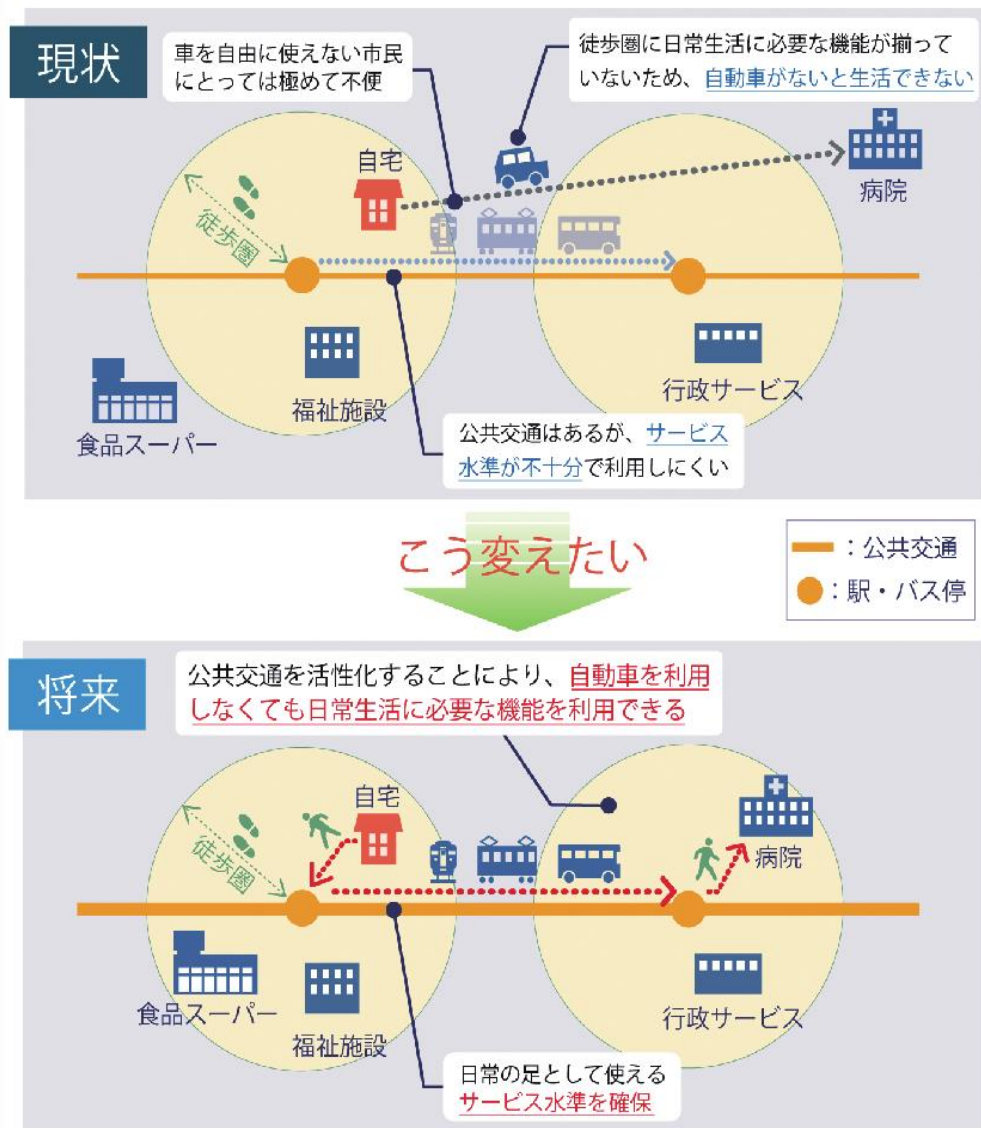 現状
車を自由に使えない市民
にとっては極めて不便
徒歩圏に日常生活に必要な機能が揃って
いないため、自動車がないと生活できない
自宅
病院
徒歩圏
福祉施設
行政サービス
食品スーパー
公共交通はあるが、サービス
水準が不十分で利用しにくい
こう変えたい
:公共交通
:駅・バス停
将来
公共交通を活性化することにより、自動車を利用
しなくても日常生活に必要な機能を利用できる
自宅
病院
徒歩圏
食品スーパー
福祉施設
行政サービス
日常の足として使える
サービス水準を確保